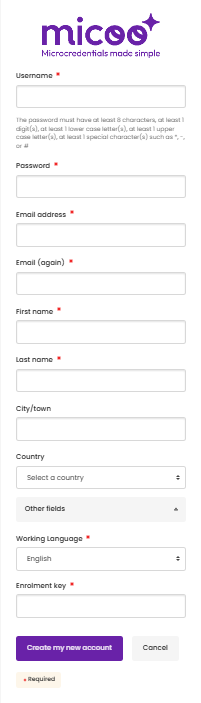 micoo
Microcredentials made simple
Username *
The password must have at least 8 characters, at least 1
digit(s), at least 1 lower case letter(s), at least 1 upper
case letter(s), at least 1 special character(s) such as *, -,
or #
Password *
Email address *
Email (again) *
First name *
Last name *
City/town
Country
Select a country
Other fields
Working Language *
English
Enrolment key *
Create my new account
Cancel
* Required